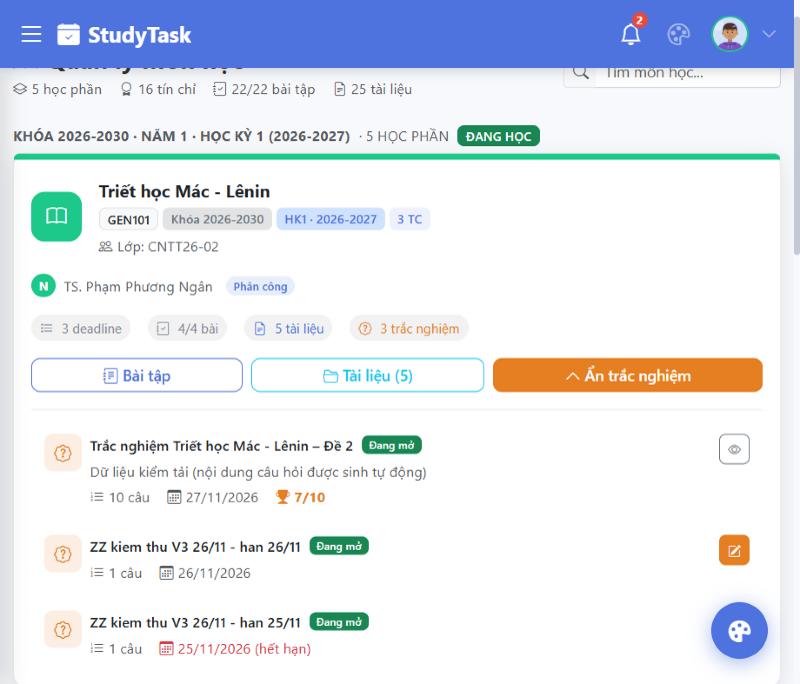 StudyTask
2
5 học phần 16 tín chỉ 22/22 bài tập 25 tài liệu
Tìm môn học...
KHÓA 2026-2030 · NĂM 1 · HỌC KỲ 1 (2026-2027) · 5 HỌC PHẦN ĐANG HỌC
Triết học Mác - Lênin
GEN101 Khóa 2026-2030 HK1 · 2026-2027 3 TC
Lớp: CNTT26-02
N TS. Phạm Phương Ngân Phân công
3 deadline 4/4 bài 5 tài liệu 3 trắc nghiệm
Bài tập Tài liệu (5) Ẩn trắc nghiệm
Trắc nghiệm Triết học Mác - Lênin – Đề 2 Đang mở
Dữ liệu kiểm tải (nội dung câu hỏi được sinh tự động)
10 câu 27/11/2026 7/10
ZZ kiem thu V3 26/11 - han 26/11 Đang mở
1 câu 26/11/2026
ZZ kiem thu V3 26/11 - han 25/11 Đang mở
1 câu 25/11/2026 (hết hạn)